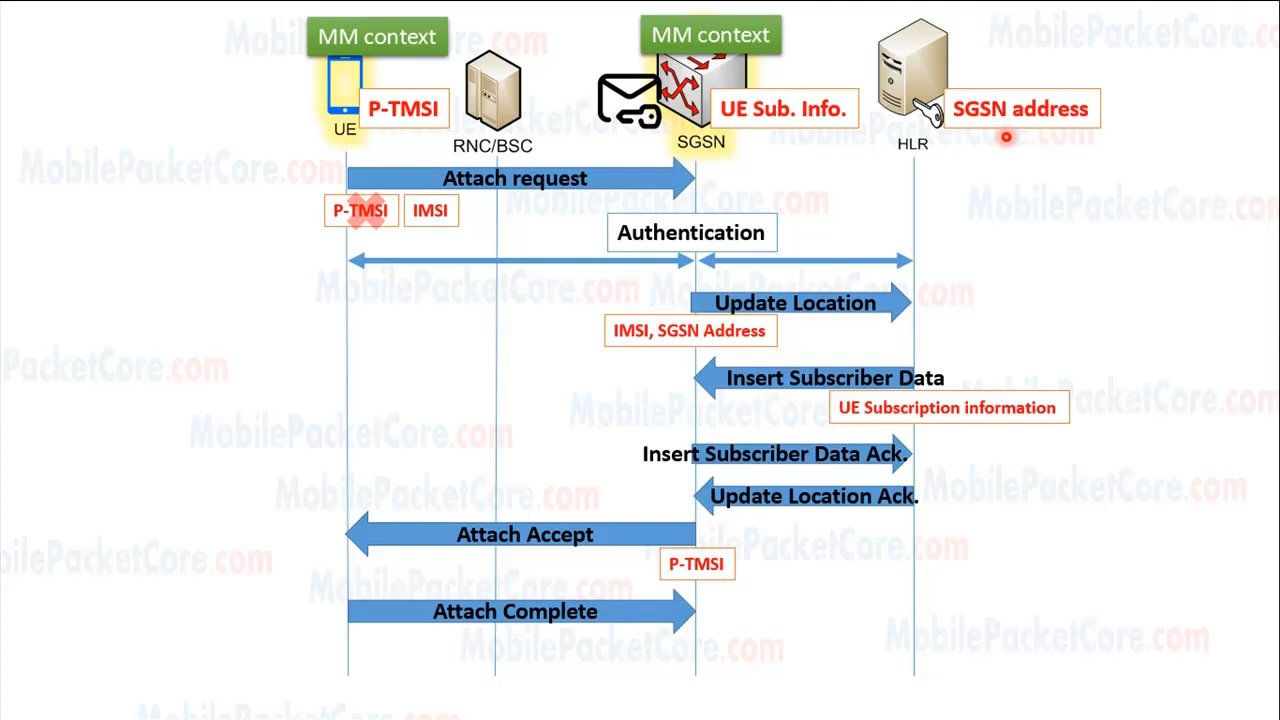 MM context
MM context
P-TMSI
UE Sub. Info.
SGSN address
UE
RNC/BSC
SGSN
HLR
Attach request
P-TMSI
IMSI
Authentication
Update Location
IMSI, SGSN Address
Insert Subscriber Data
UE Subscription information
Insert Subscriber Data Ack.
Update Location Ack.
Attach Accept
P-TMSI
Attach Complete
MobilePacketCore.com